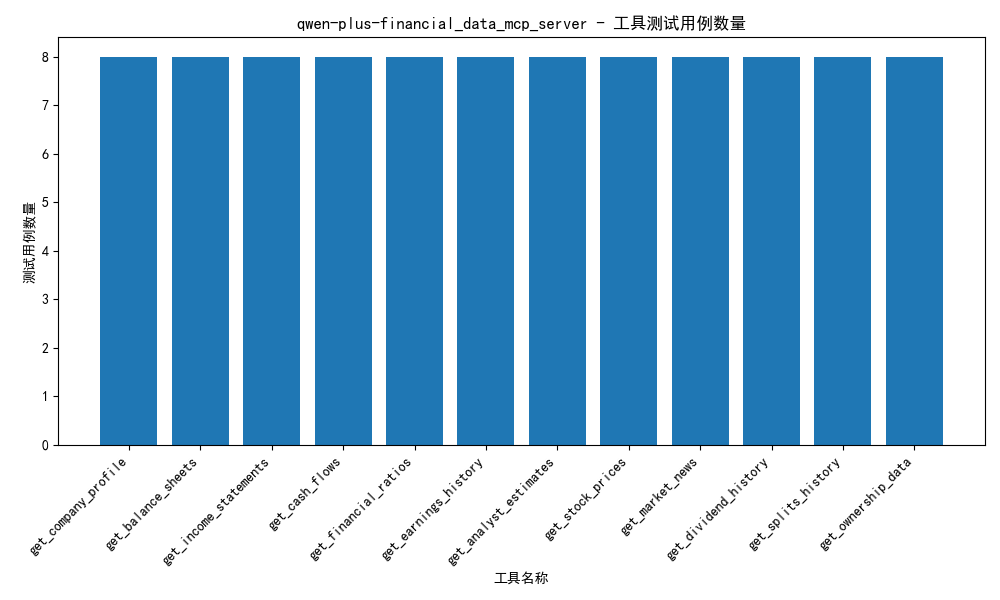 qwen-plus-financial_data_mcp_server - 工具测试用例数量
测试用例数量
8
7
6
5
4
3
2
1
0
get_company_profile
get_balance_sheets
get_income_statements
get_cash_flows
get_financial_ratios
get_earnings_history
get_analyst_estimates
get_stock_prices
get_market_news
get_dividend_history
get_splits_history
get_ownership_data
工具名称